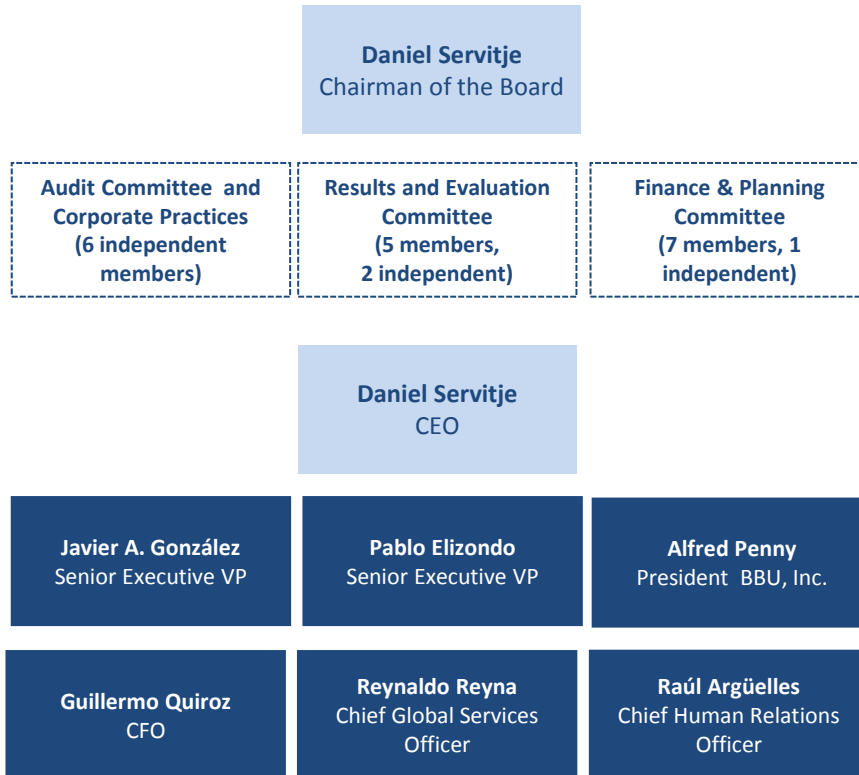 Daniel Servitje
Chairman of the Board
Audit Committee and
Corporate Practices
(6 independent
members)
Results and Evaluation
Committee
(5 members,
2 independent)
Finance & Planning
Committee
(7 members, 1
independent)
Daniel Servitje
CEO
Javier A. González
Senior Executive VP
Pablo Elizondo
Senior Executive VP
Alfred Penny
President BBU, Inc.
Guillermo Quiroz
CFO
Reynaldo Reyna
Chief Global Services
Officer
Raúl Argüelles
Chief Human Relations
Officer